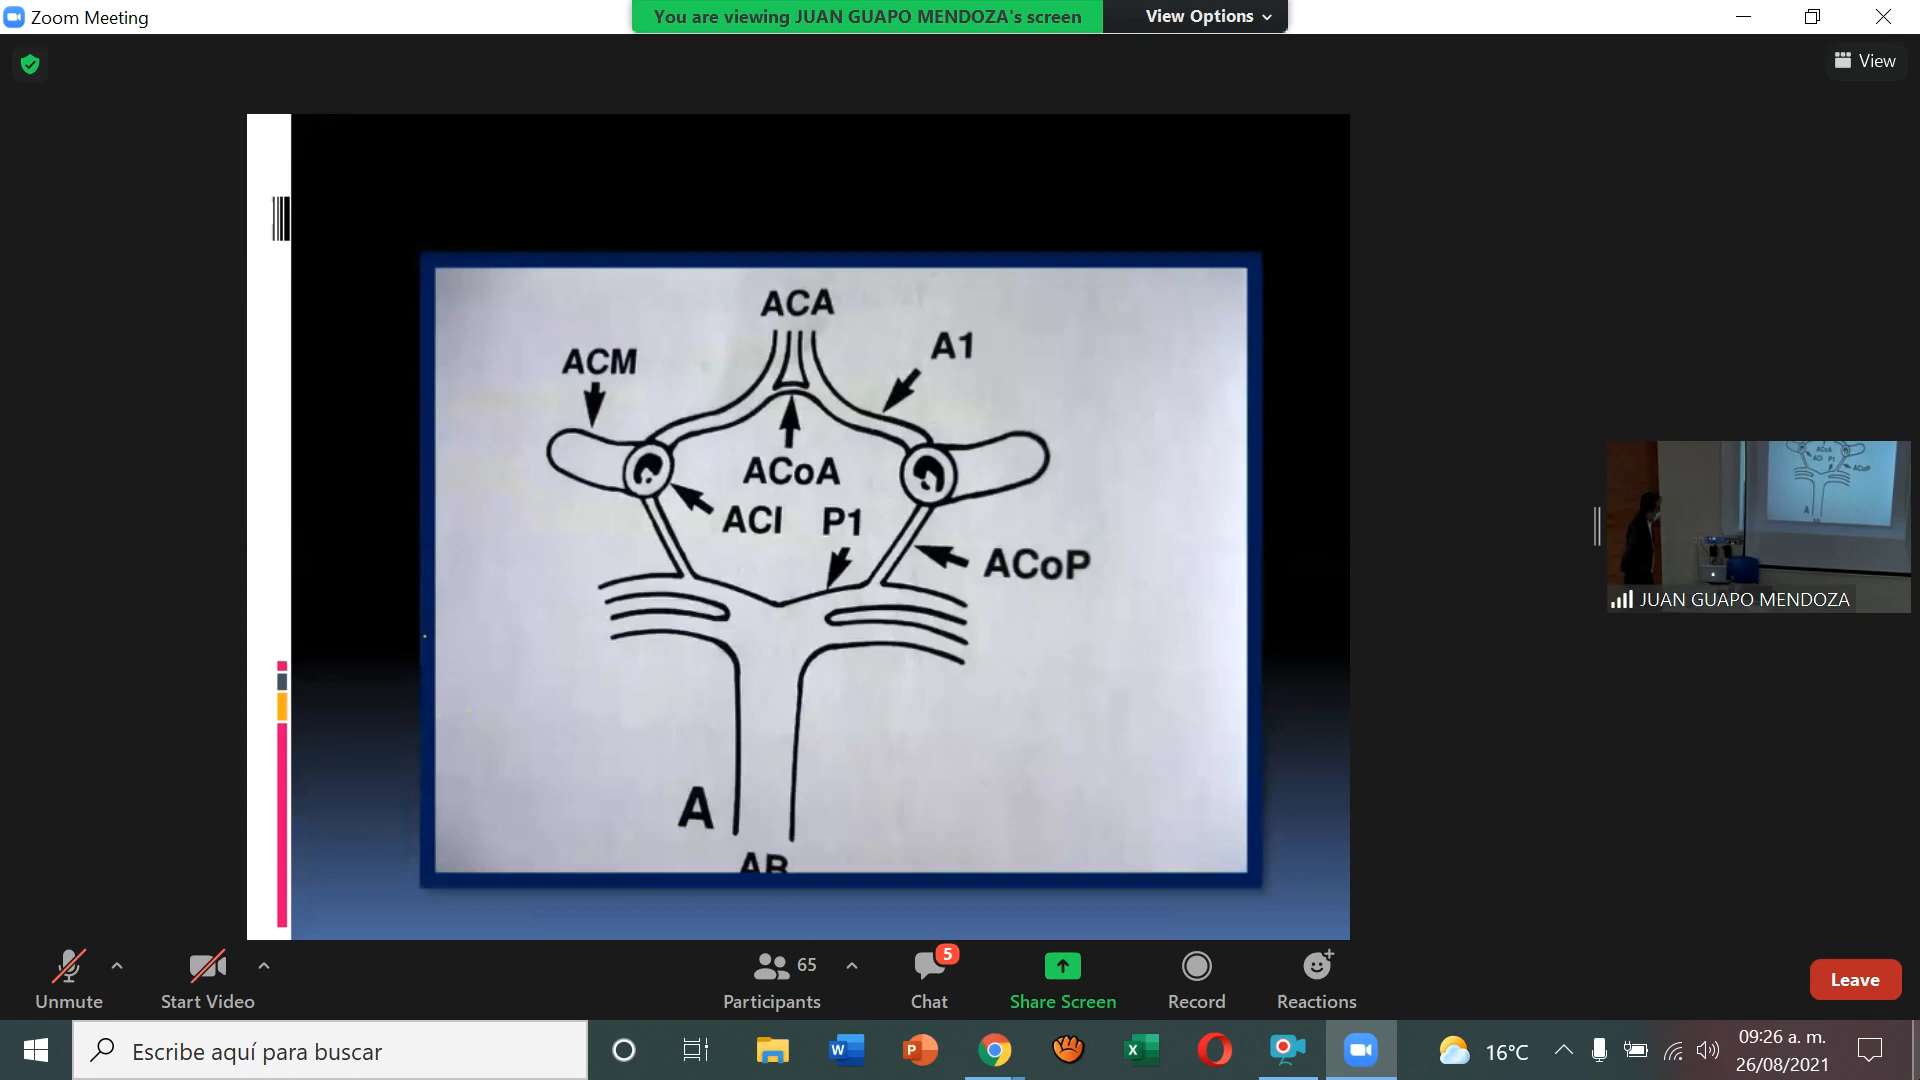 Zoom Meeting
You are viewing JUAN GUAPO MENDOZA's screen
View Options
View
ACA
A1
ACM
ACoA
ACI
P1
ACoP
A
AB
JUAN GUAPO MENDOZA
Unmute
Start Video
65
Participants
5
Chat
Share Screen
Record
Reactions
Leave
Escribe aquí para buscar
16°C
09:26 a. m.
26/08/2021